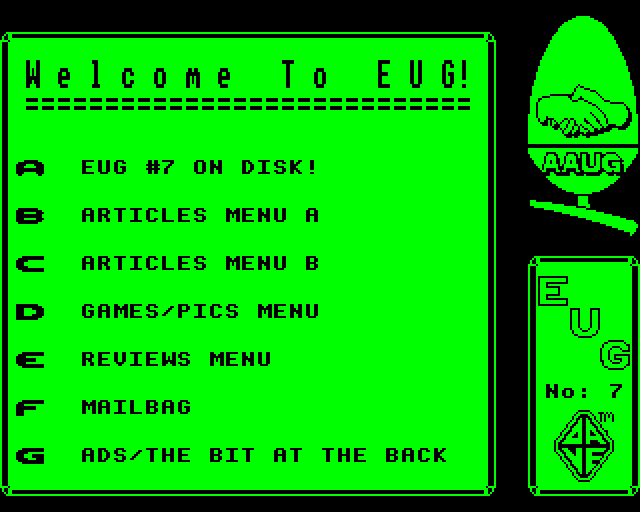 Welcome To EUG!
==============================
A EUG #7 ON DISK!
B ARTICLES MENU A
C ARTICLES MENU B
D GAMES/PICS MENU
E REVIEWS MENU
F MAILBAG
G ADS/THE BIT AT THE BACK
AAUG
EUG
No: 7
TM